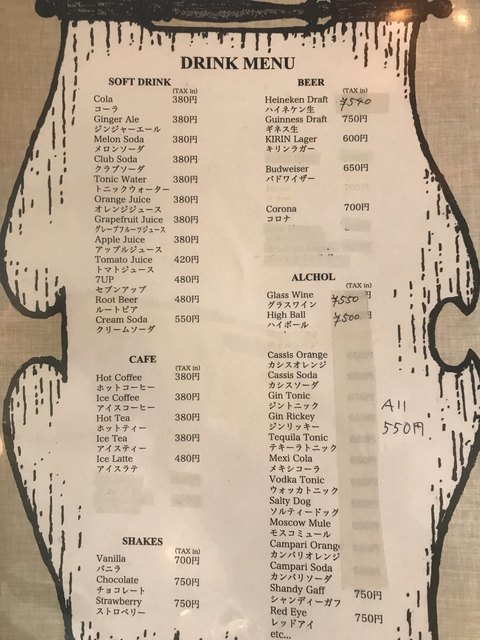 DRINK MENU
SOFT DRINK
(TAX in)
Cola 380円
コーラ
Ginger Ale 380円
ジンジャーエール
Melon Soda 380円
メロンソーダ
Club Soda 380円
クラブソーダ
Tonic Water 380円
トニックウォーター
Orange Juice 380円
オレンジジュース
Grapefruit Juice 380円
グレープフルーツジュース
Apple Juice 380円
アップルジュース
Tomato Juice 420円
トマトジュース
7UP 480円
セブンアップ
Root Beer 480円
ルートビア
Cream Soda 550円
クリームソーダ
CAFE
(TAX in)
Hot Coffee 380円
ホットコーヒー
Ice Coffee 380円
アイスコーヒー
Hot Tea 380円
ホットティー
Ice Tea 380円
アイスティー
Ice Latte 480円
アイスラテ
SHAKES
(TAX in)
Vanilla 700円
バニラ
Chocolate 750円
チョコレート
Strawberry 750円
ストロベリー
BEER
(TAX in)
Heineken Draft ¥540
ハイネケン生
Guinness Draft 750円
ギネス生
KIRIN Lager 600円
キリンラガー
Budweiser 650円
バドワイザー
Corona 700円
コロナ
ALCHOL
(TAX in)
Glass Wine ¥550
グラスワイン
High Ball ¥500
ハイボール
Cassis Orange
カシスオレンジ
Cassis Soda
カシスソーダ
Gin Tonic
ジントニック
Gin Rickey
ジンリッキー
Tequila Tonic
テキーラトニック
Mexi Cola
メキシコーラ
Vodka Tonic
ウォッカトニック
Salty Dog
ソルティードッグ
Moscow Mule
モスコミュール
Campari Orange
カンパリオレンジ
Campari Soda
カンパリソーダ
All
550円
Shandy Gaff 750円
シャンディーガフ
Red Eye 750円
レッドアイ
etc...